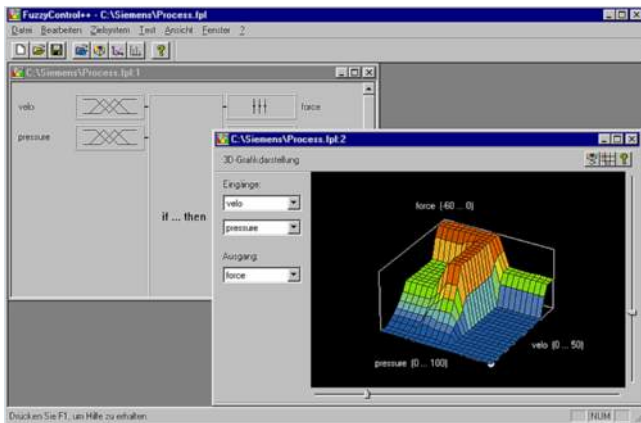 FuzzyControl++ - C:\Siemens\Process.fpl
Datei Bearbeiten Zielsystem Test Ansicht Fenster ?
C:\Siemens\Process.fpl:1
velo
force
pressure
if ... then
C:\Siemens\Process.fpl:2
3D-Grafikdarstellung
Eingänge:
velo
pressure
Ausgang:
force
force (-60 ... 0)
velo (0 ... 50)
pressure (0 ... 100)
Drücken Sie F1, um Hilfe zu erhalten.
NUM